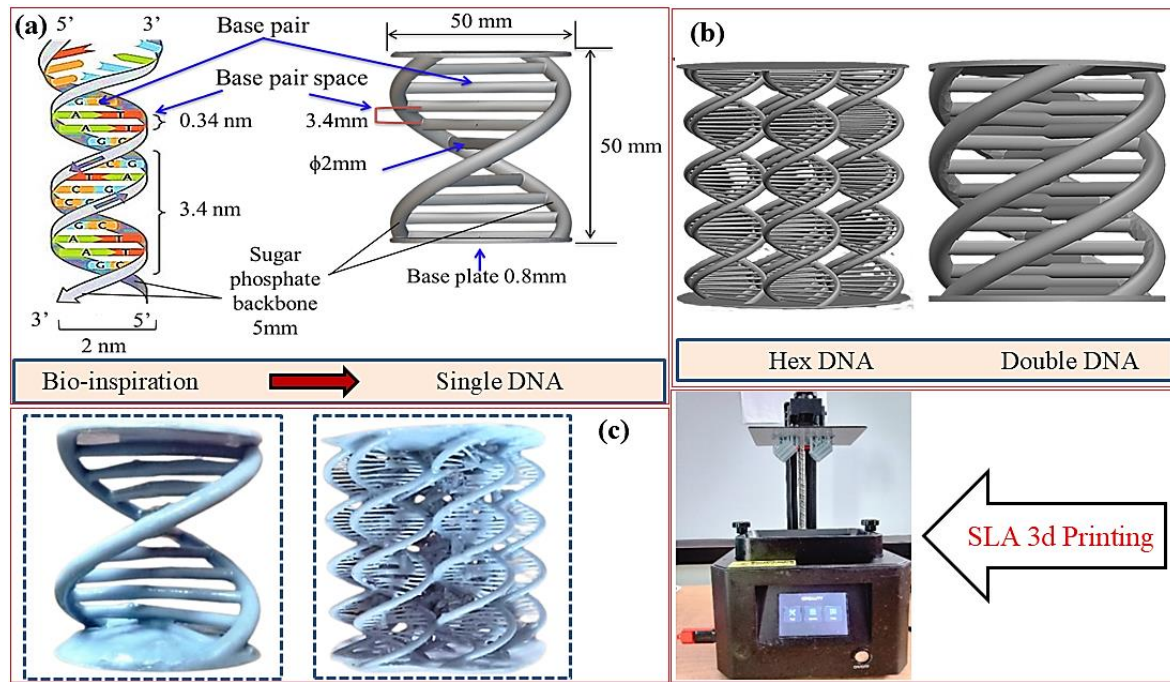 (a)
5’
3’
Base pair
Base pair space
0.34 nm
3.4 nm
G
A
T
A
T
C
G
T
A
C
G
C
G
G
C
A
T
A
T
G
C
Sugar
phosphate
backbone
5mm
3’
5’
2 nm
50 mm
3.4mm
ϕ2mm
50 mm
Base plate 0.8mm
Bio-inspiration
Single DNA
(b)
Hex DNA
Double DNA
(c)
SLA 3d Printing